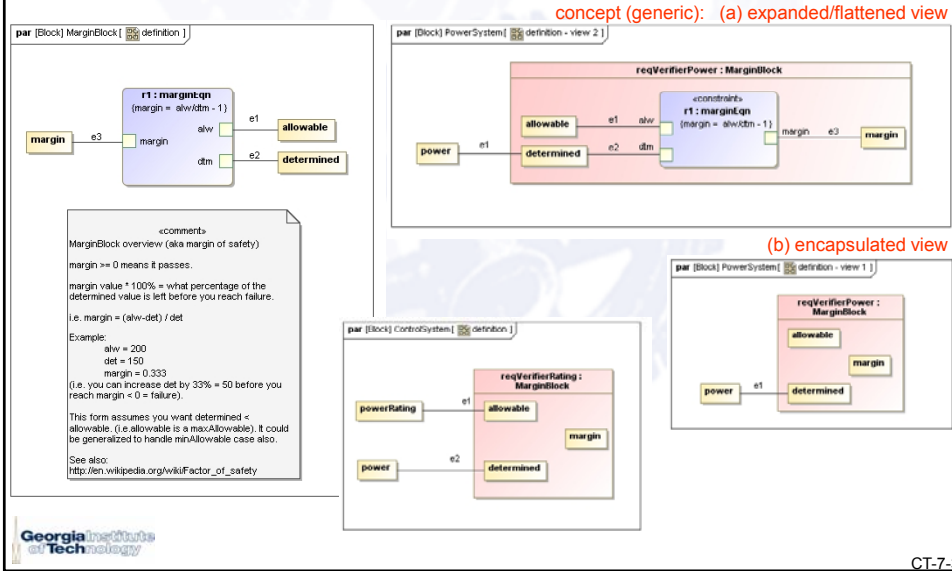 concept (generic): (a) expanded/flattened view
par [Block] MarginBlock [ definition ]
r1 : marginEqn
{margin = alw/dtm - 1}
margin
e3
margin
alw
e1
allowable
dtm
e2
determined
«comment»
MarginBlock overview (aka margin of safety)
margin >= 0 means it passes.
margin value * 100% = what percentage of the
determined value is left before you reach failure.
i.e. margin = (alw-det) / det
Example:
alw = 200
det = 150
margin = 0.333
(i.e. you can increase det by 33% = 50 before you
reach margin < 0 = failure).
This form assumes you want determined <
allowable. (i.e.allowable is a maxAllowable). It could
be generalized to handle minAllowable case also.
See also:
http://en.wikipedia.org/wiki/Factor_of_safety
par [Block] PowerSystem [ definition - view 2 ]
reqVerifierPower : MarginBlock
«constraint»
r1 : marginEqn
{margin = alw/dtm - 1}
allowable
e1
alw
power
e1
determined
e2
dtm
margin
e3
margin
(b) encapsulated view
par [Block] PowerSystem [ definition - view 1 ]
reqVerifierPower :
MarginBlock
allowable
margin
power
e1
determined
par [Block] ControlSystem [ definition ]
reqVerifierRating :
MarginBlock
powerRating
e1
allowable
margin
power
e2
determined
Georgia Institute
of Technology
CT-7-